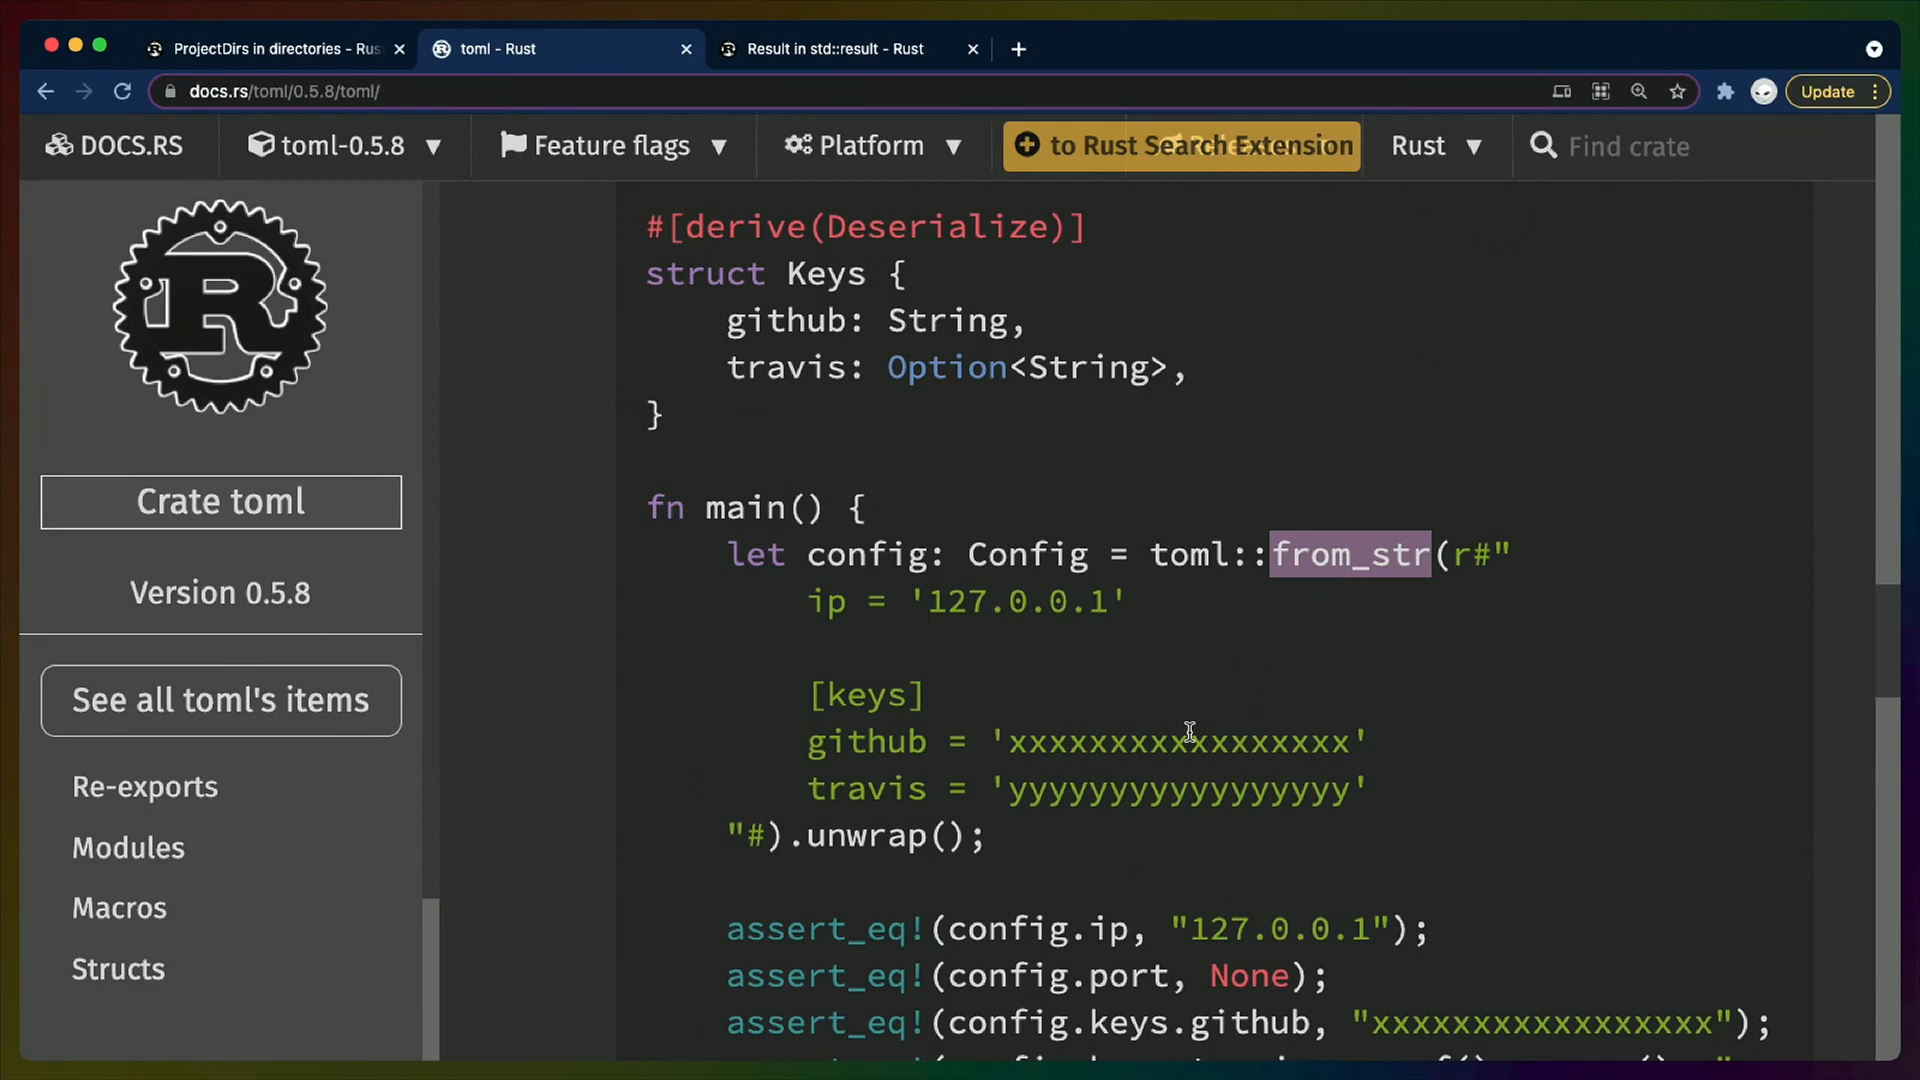 ProjectDirs in directories - Rus
toml - Rust
Result in std::result - Rust
docs.rs/toml/0.5.8/toml/
Update
DOCS.RS
toml-0.5.8
Feature flags
Platform
to Rust Search Extension
Rust
Find crate
Crate toml
Version 0.5.8
See all toml's items
Re-exports
Modules
Macros
Structs
#[derive(Deserialize)]
struct Keys {
github: String,
travis: Option<String>,
}
fn main() {
let config: Config = toml::from_str(r#"
ip = '127.0.0.1'
[keys]
github = 'xxxxxxxxxxxxxxxxx'
travis = 'yyyyyyyyyyyyyyyyy'
"#).unwrap();
assert_eq!(config.ip, "127.0.0.1");
assert_eq!(config.port, None);
assert_eq!(config.keys.github, "xxxxxxxxxxxxxxxxx");